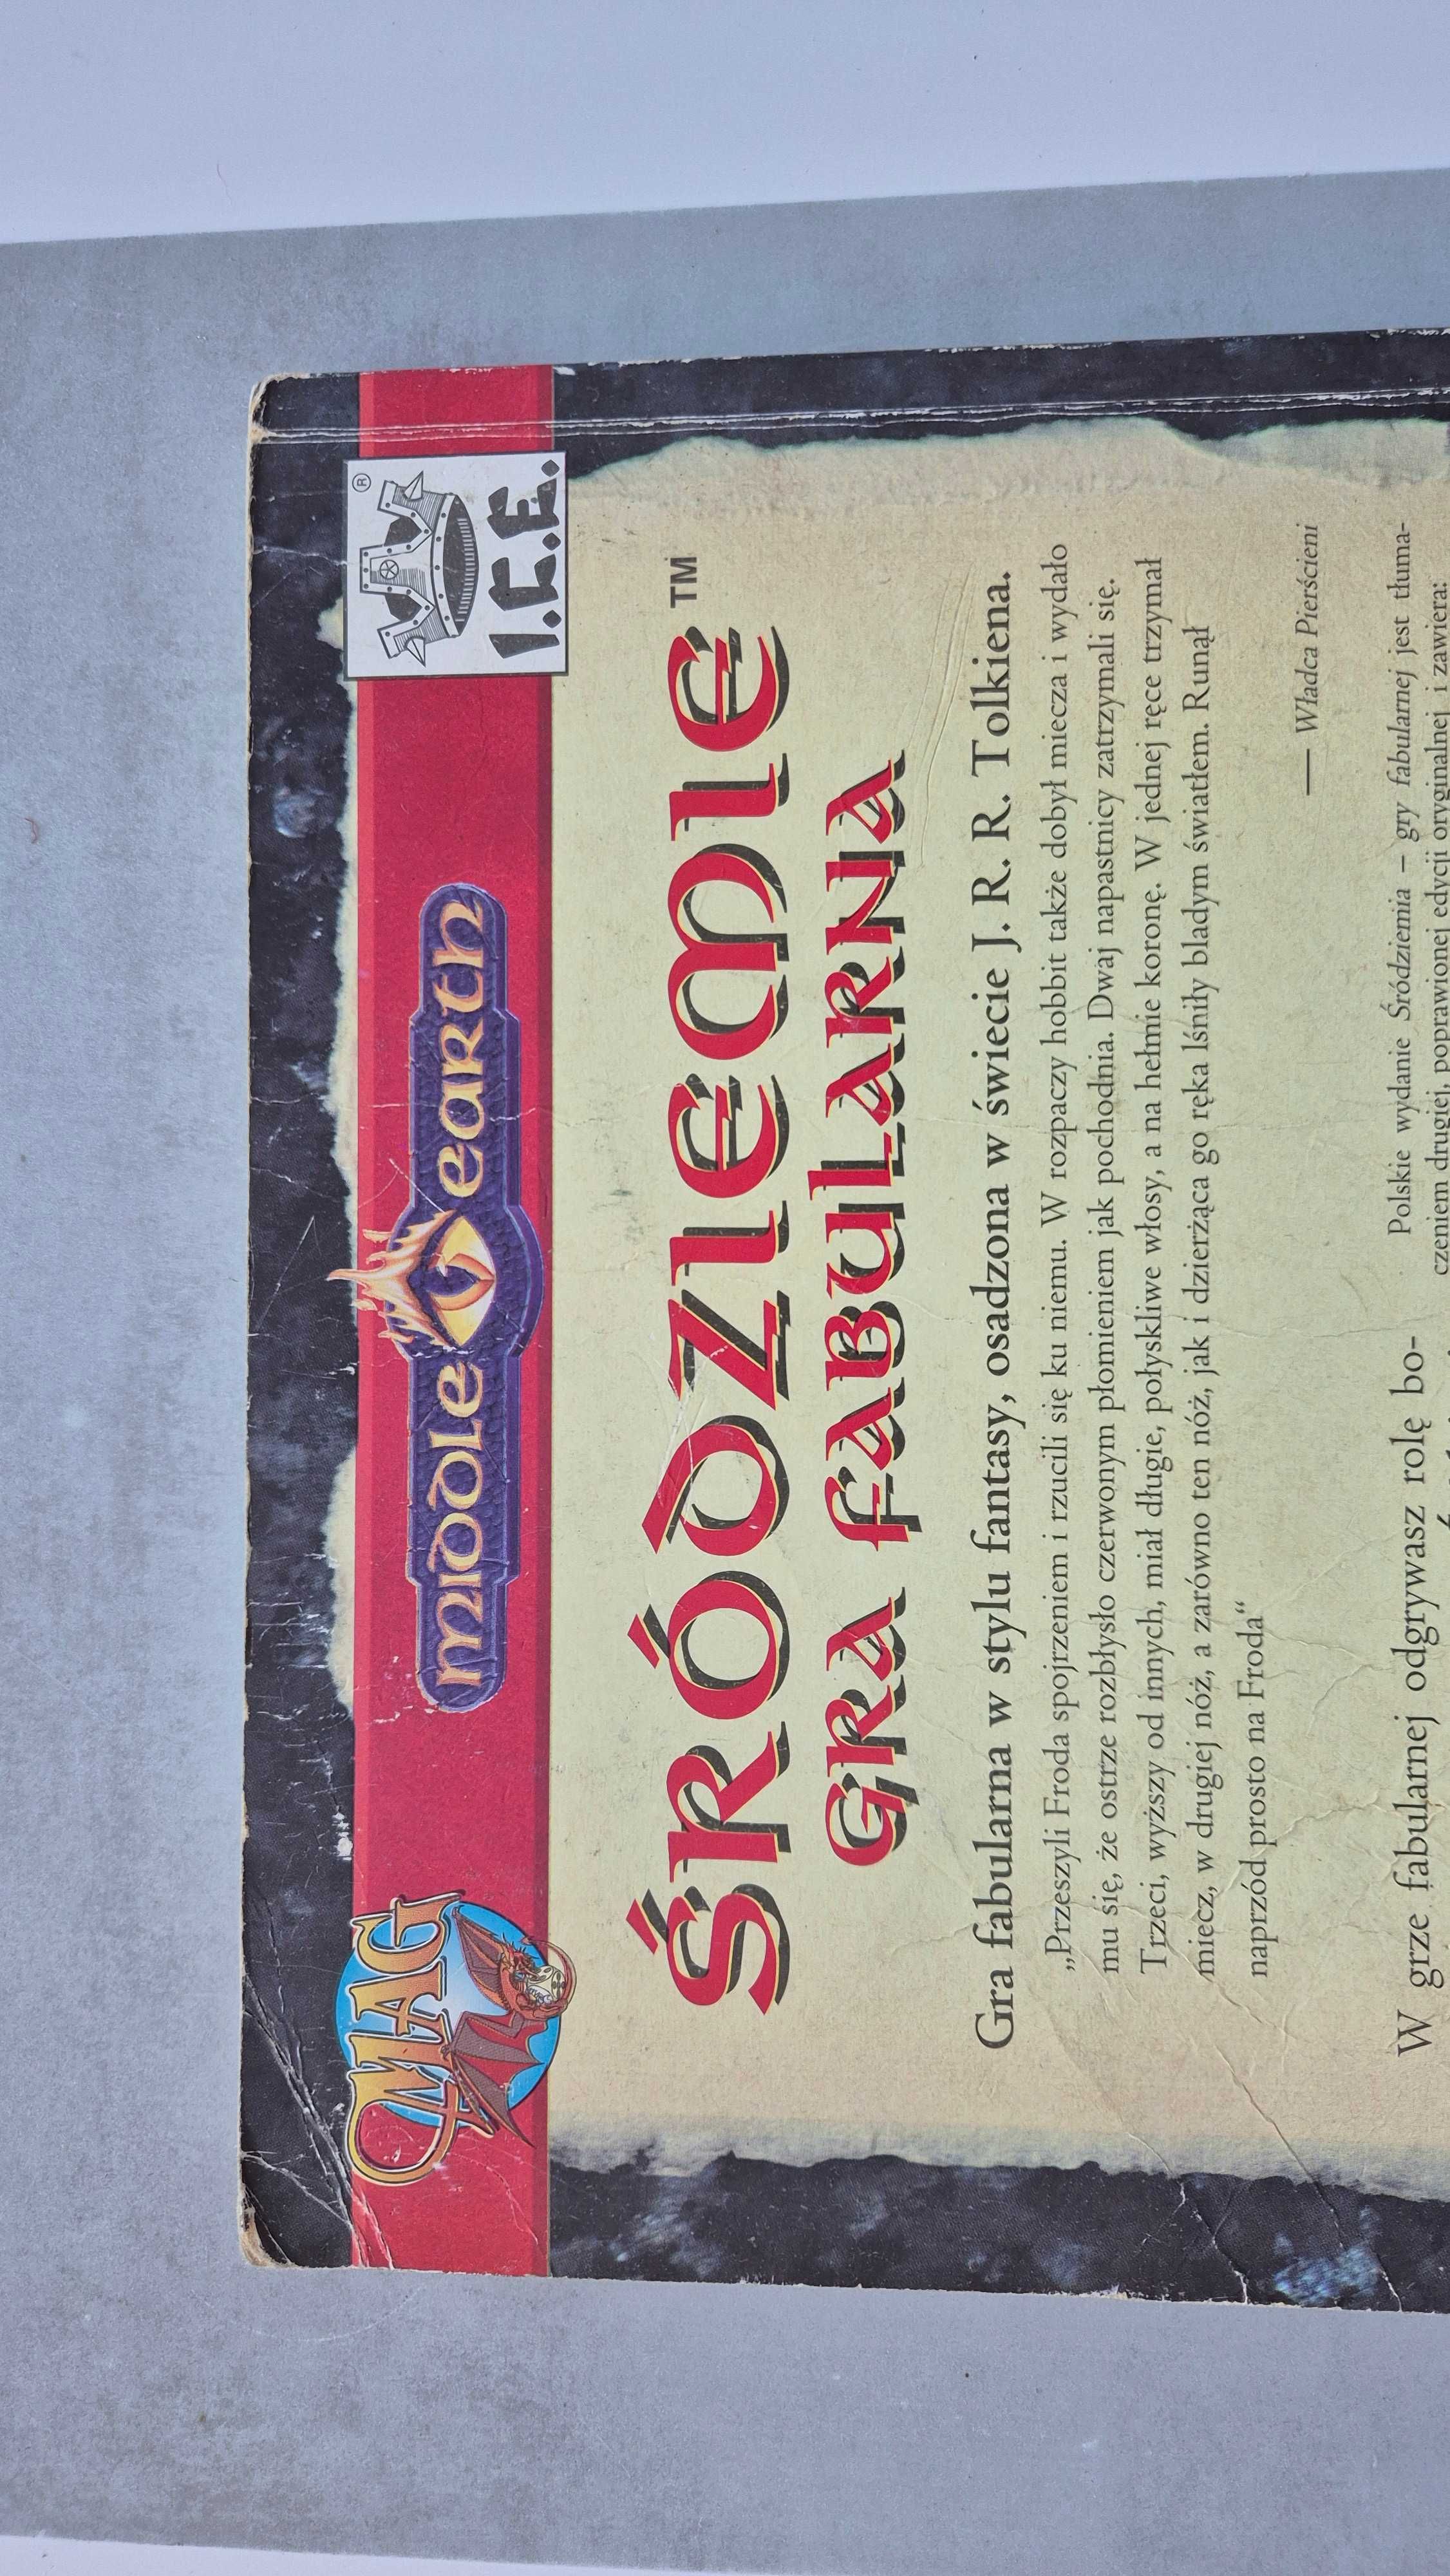 MAG
middle earth
®
I.C.E.
ŚRÓDZIEMIE™
GRA FABULARNA
Gra fabularna w stylu fantasy, osadzona w świecie J. R. R. Tolkiena.
„Przeszyli Froda spojrzeniem i rzucili się ku niemu. W rozpaczy hobbit także dobył miecza i wydało
mu się, że ostrze rozbłysło czerwonym płomieniem jak pochodnia. Dwaj napastnicy zatrzymali się.
Trzeci, wyższy od innych, miał długie, połyskliwe włosy, a na hełmie koronę. W jednej ręce trzymał
miecz, w drugiej nóż, a zarówno ten nóż, jak i dzierżąca go ręka lśniły bladym światłem. Runął
naprzód prosto na Froda“
— Władca Pierścieni
W grze fabularnej odgrywasz rolę bo-
Polskie wydanie Śródziemia – gry fabularnej jest tłuma-
czeniem drugiej, poprawionej edycji oryginalnej i zawiera: